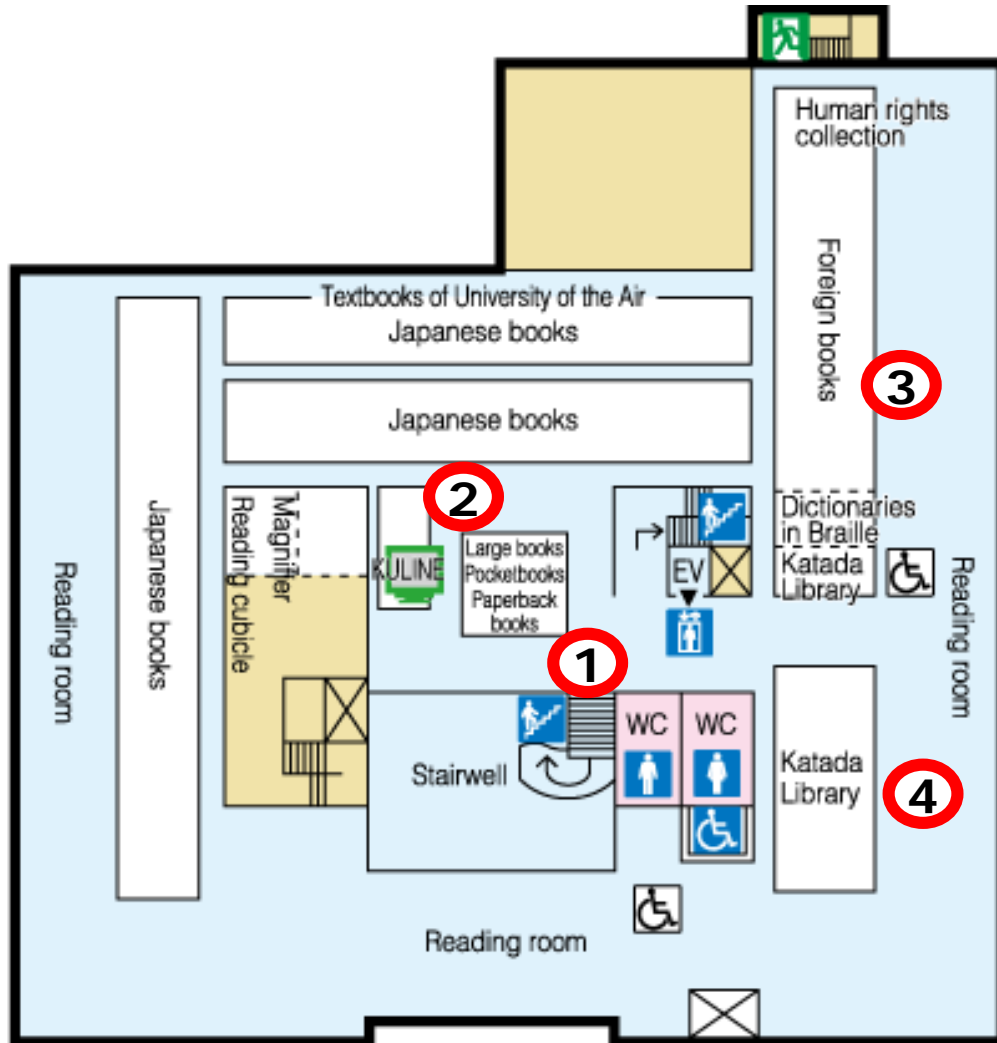 Human rights
collection
Foreign books
Textbooks of University of the Air
Japanese books
3
Japanese books
2
Magnifier
Reading cubicle
KULINE
Large books
Pocketbooks
Paperback
books
EV
Dictionaries
in Braille
Katada
Library
Japanese books
Reading room
Reading room
1
WC
WC
Stairwell
Katada
Library
4
Reading room